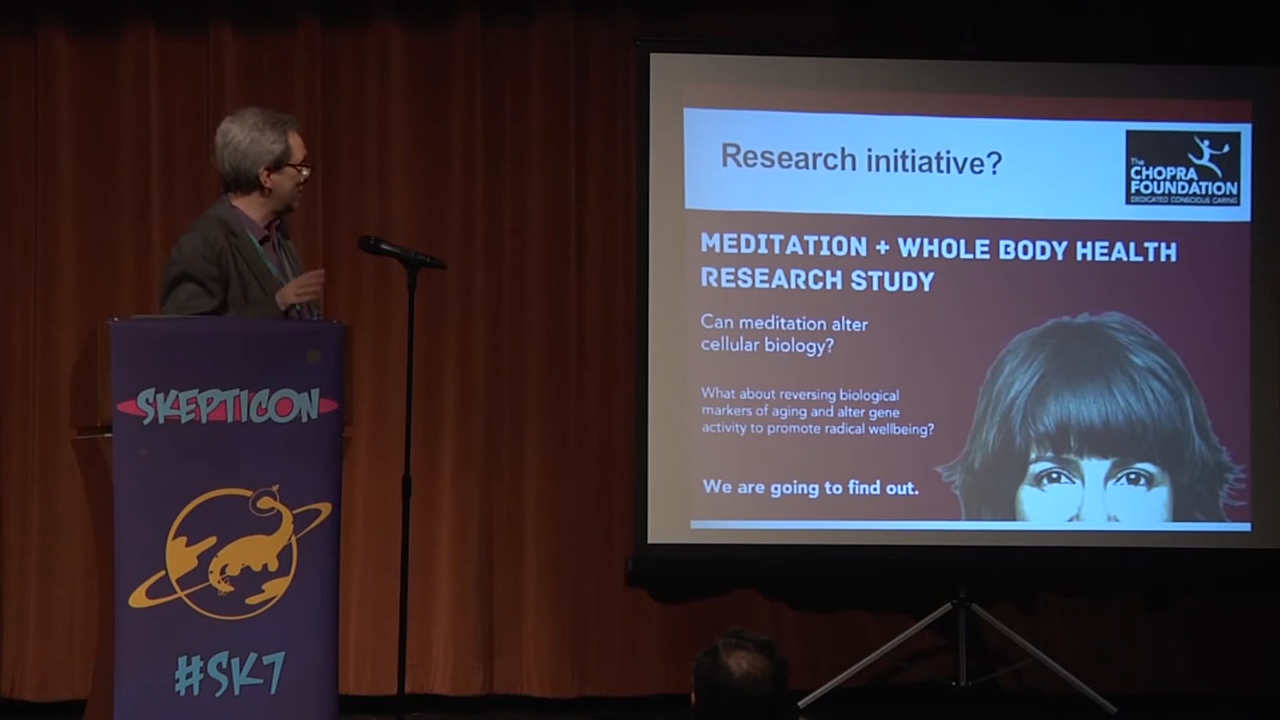 SKEPTICON
#SK7
Research initiative?
The
CHOPRA
FOUNDATION
DEDICATED CONSCIOUS CARING
MEDITATION + WHOLE BODY HEALTH
RESEARCH STUDY
Can meditation alter
cellular biology?
What about reversing biological
markers of aging and alter gene
activity to promote radical wellbeing?
We are going to find out.